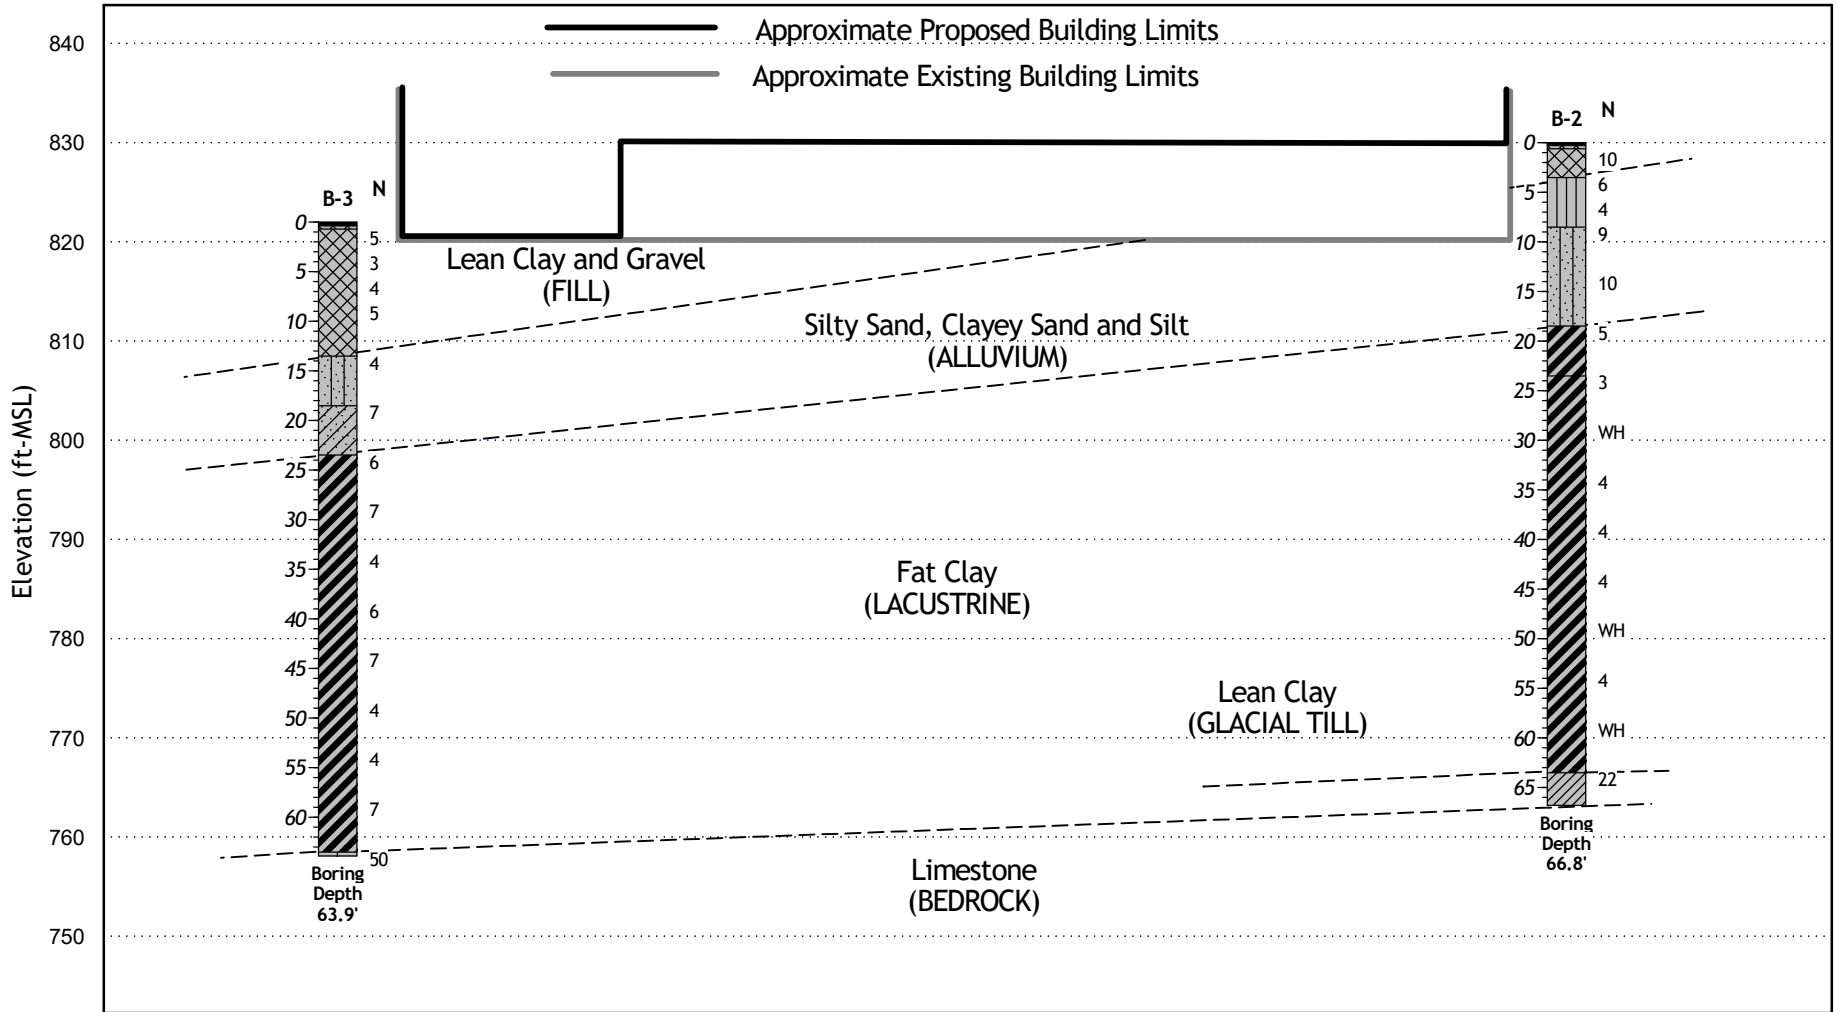 Approximate Proposed Building Limits
Approximate Existing Building Limits
Elevation (ft-MSL)
840
830
820
810
800
790
780
770
760
750
B-3
N
0
5
10
15
20
25
30
35
40
45
50
55
60
5
3
4
5
4
7
6
7
4
6
7
4
4
7
50
Boring
Depth
63.9'
Lean Clay and Gravel
(FILL)
Silty Sand, Clayey Sand and Silt
(ALLUVIUM)
Fat Clay
(LACUSTRINE)
Lean Clay
(GLACIAL TILL)
Limestone
(BEDROCK)
B-2
N
0
5
10
15
20
25
30
35
40
45
50
55
60
65
10
6
4
9
10
5
3
WH
4
4
4
WH
4
WH
22
Boring
Depth
66.8'